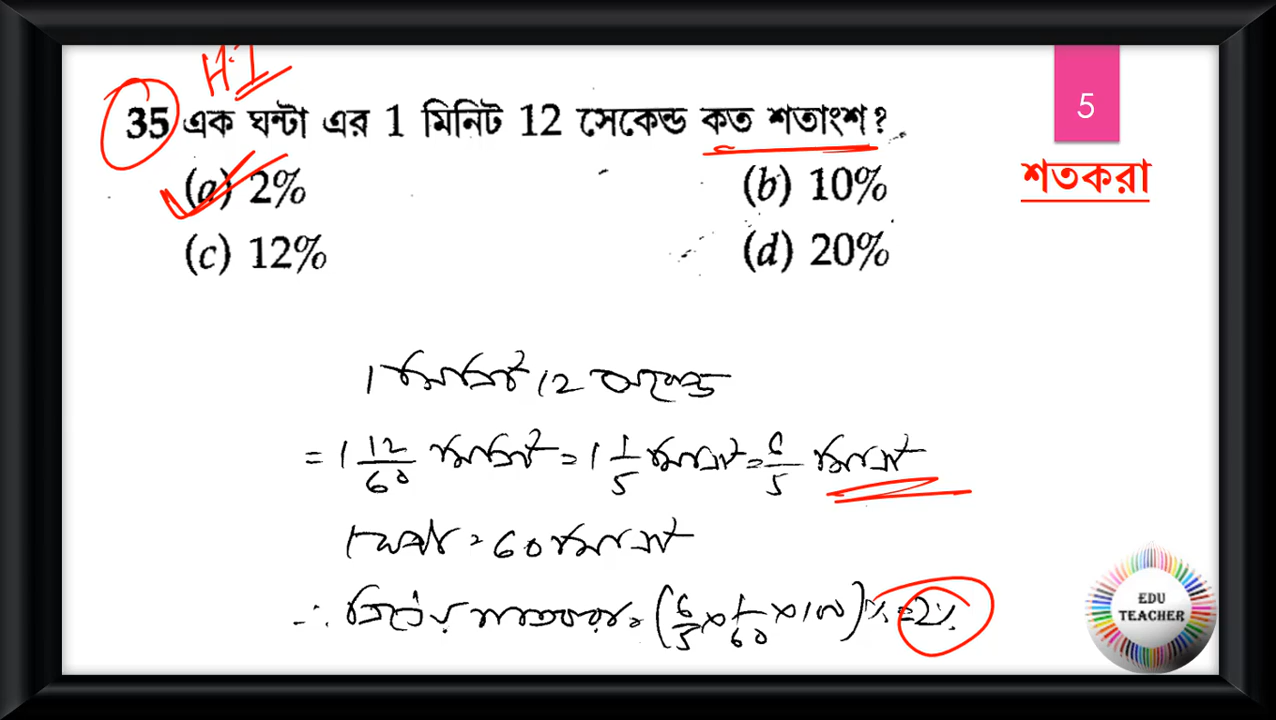 H.I
5
35 এক ঘন্টা এর 1 মিনিট 12 সেকেন্ড কত শতাংশ?
শতকরা
(a) 2% (b) 10%
(c) 12% (d) 20%
1 মিনিট 12 সেকেন্ড
= 1 12/60 মিনিট = 1 1/5 মিনিট = 6/5 মিনিট
1 ঘন্টা = 60 মিনিট
∴ নির্ণেয় শতকরা = (6/5 × 1/60 × 100)% = 2%
EDU
TEACHER